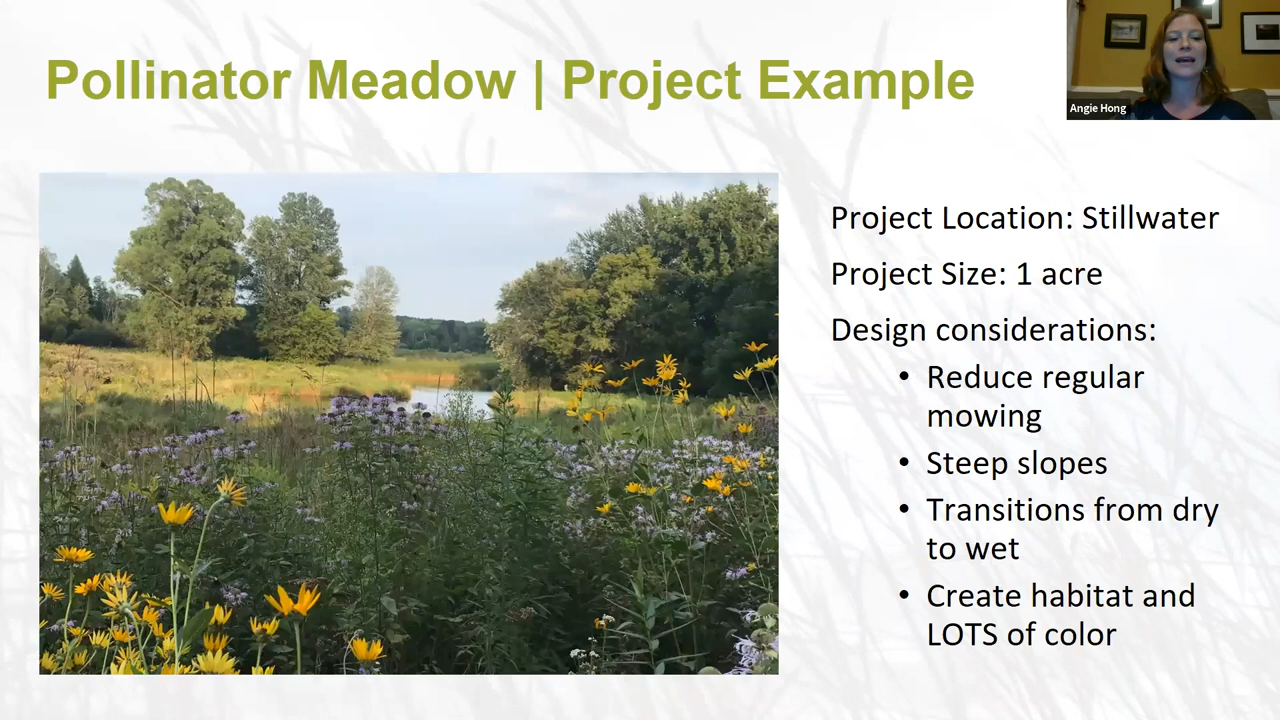 Pollinator Meadow | Project Example
Angie Hong
Project Location: Stillwater
Project Size: 1 acre
Design considerations:
• Reduce regular
mowing
• Steep slopes
• Transitions from dry
to wet
• Create habitat and
LOTS of color